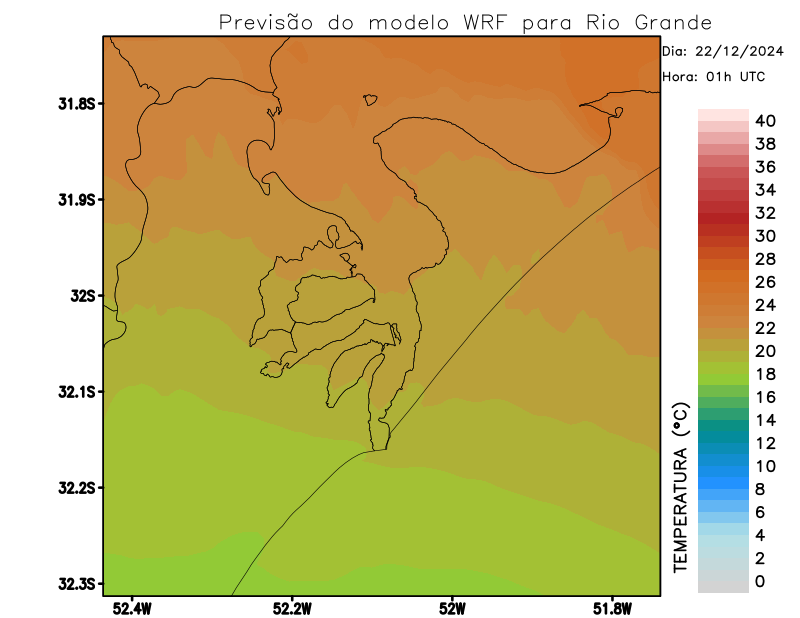 Previsão do modelo WRF para Rio Grande
Dia: 22/12/2024
Hora: 01h UTC
31.8S
31.9S
32S
32.1S
32.2S
32.3S
52.4W
52.2W
52W
51.8W
TEMPERATURA (°C)
40
38
36
34
32
30
28
26
24
22
20
18
16
14
12
10
8
6
4
2
0